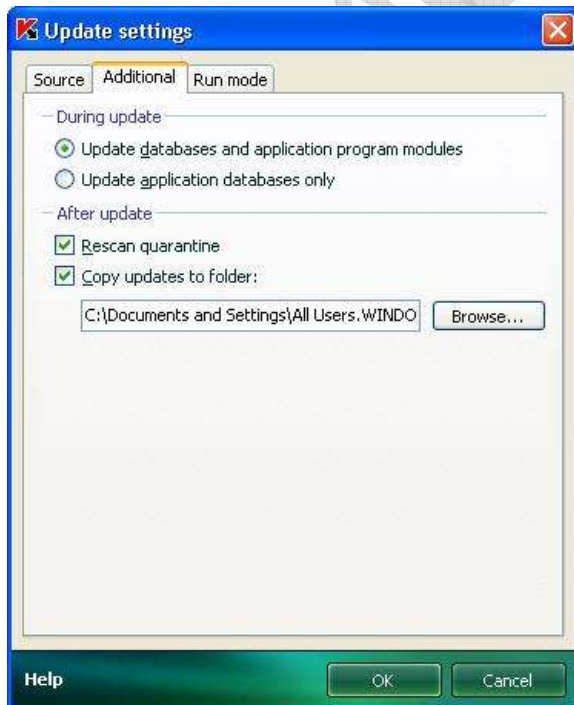 Update settings
Source Additional Run mode
During update
Update databases and application program modules
Update application databases only
After update
Rescan quarantine
Copy updates to folder:
C:\Documents and Settings\All Users.WINDO Browse...
Help OK Cancel